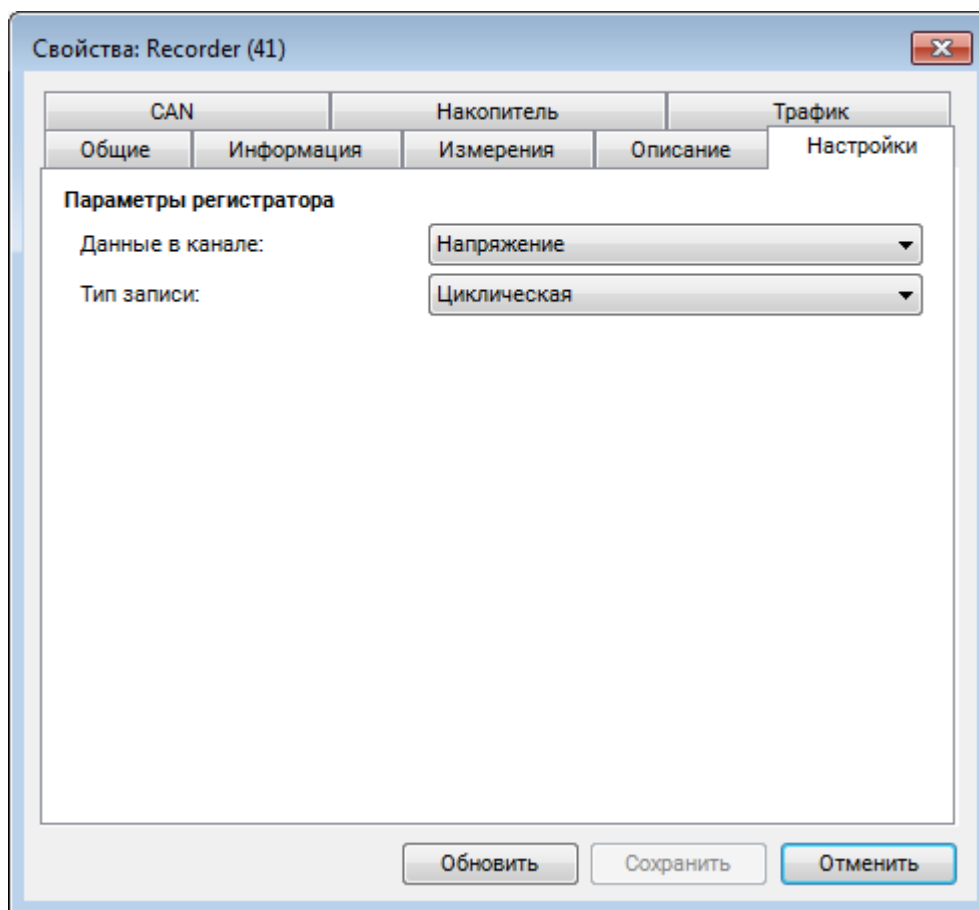 Свойства: Recorder (41)
CAN Накопитель Трафик
Общие Информация Измерения Описание Настройки
Параметры регистратора
Данные в канале: Напряжение
Тип записи: Циклическая
Обновить Сохранить Отменить